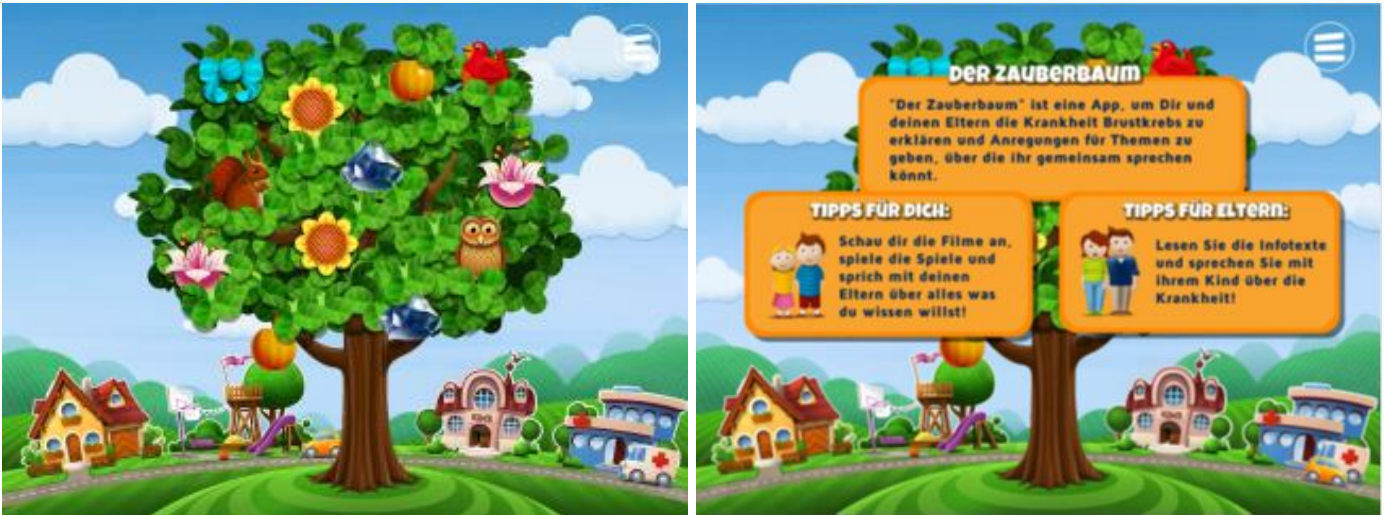 Der Zauberbaum
"Der Zauberbaum" ist eine App, um Dir und
deinen Eltern die Krankheit Brustkrebs zu
erklären und Anregungen für Themen zu
geben, über die ihr gemeinsam sprechen
könnt.
Tipps für Dich:
Schau dir die Filme an,
spiele die Spiele und
sprich mit deinen
Eltern über alles was
du wissen willst!
Tipps für Eltern:
Lesen Sie die Infotexte
und sprechen Sie mit
ihrem Kind über die
Krankheit!